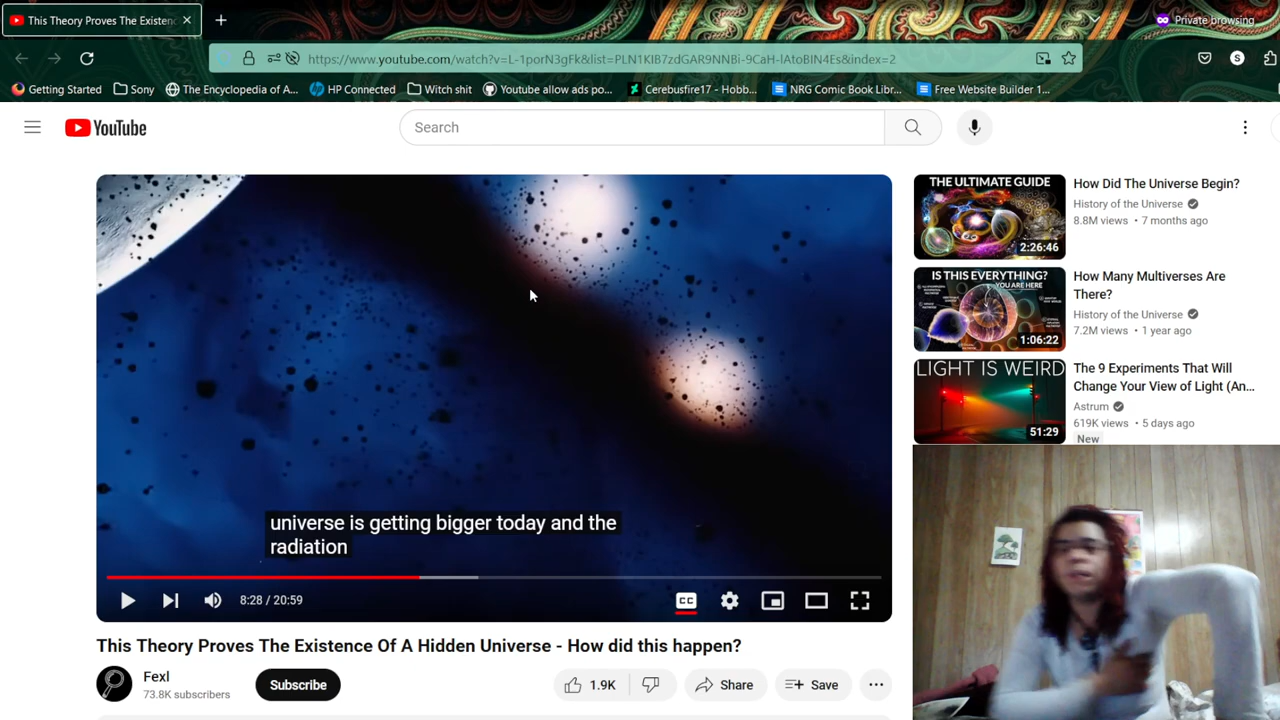 This Theory Proves The Existenc
Private browsing
https://www.youtube.com/watch?v=L-1porN3gFk&list=PLN1KIB7zdGAR9NNBi-9CaH-lAtoBIN4Es&index=2
S
Getting Started
Sony
The Encyclopedia of A...
HP Connected
Witch shit
Youtube allow ads po...
Cerebusfire17 - Hobb...
NRG Comic Book Libr...
Free Website Builder 1...
YouTube
Search
universe is getting bigger today and the
radiation
8:28 / 20:59
CC
This Theory Proves The Existence Of A Hidden Universe - How did this happen?
Fexl
73.8K subscribers
Subscribe
1.9K
Share
Save
THE ULTIMATE GUIDE
2:26:46
How Did The Universe Begin?
History of the Universe
8.8M views • 7 months ago
IS THIS EVERYTHING?
YOU ARE HERE
1:06:22
How Many Multiverses Are
There?
History of the Universe
7.2M views • 1 year ago
LIGHT IS WEIRD
51:29
The 9 Experiments That Will
Change Your View of Light (An...
Astrum
619K views • 5 days ago
New